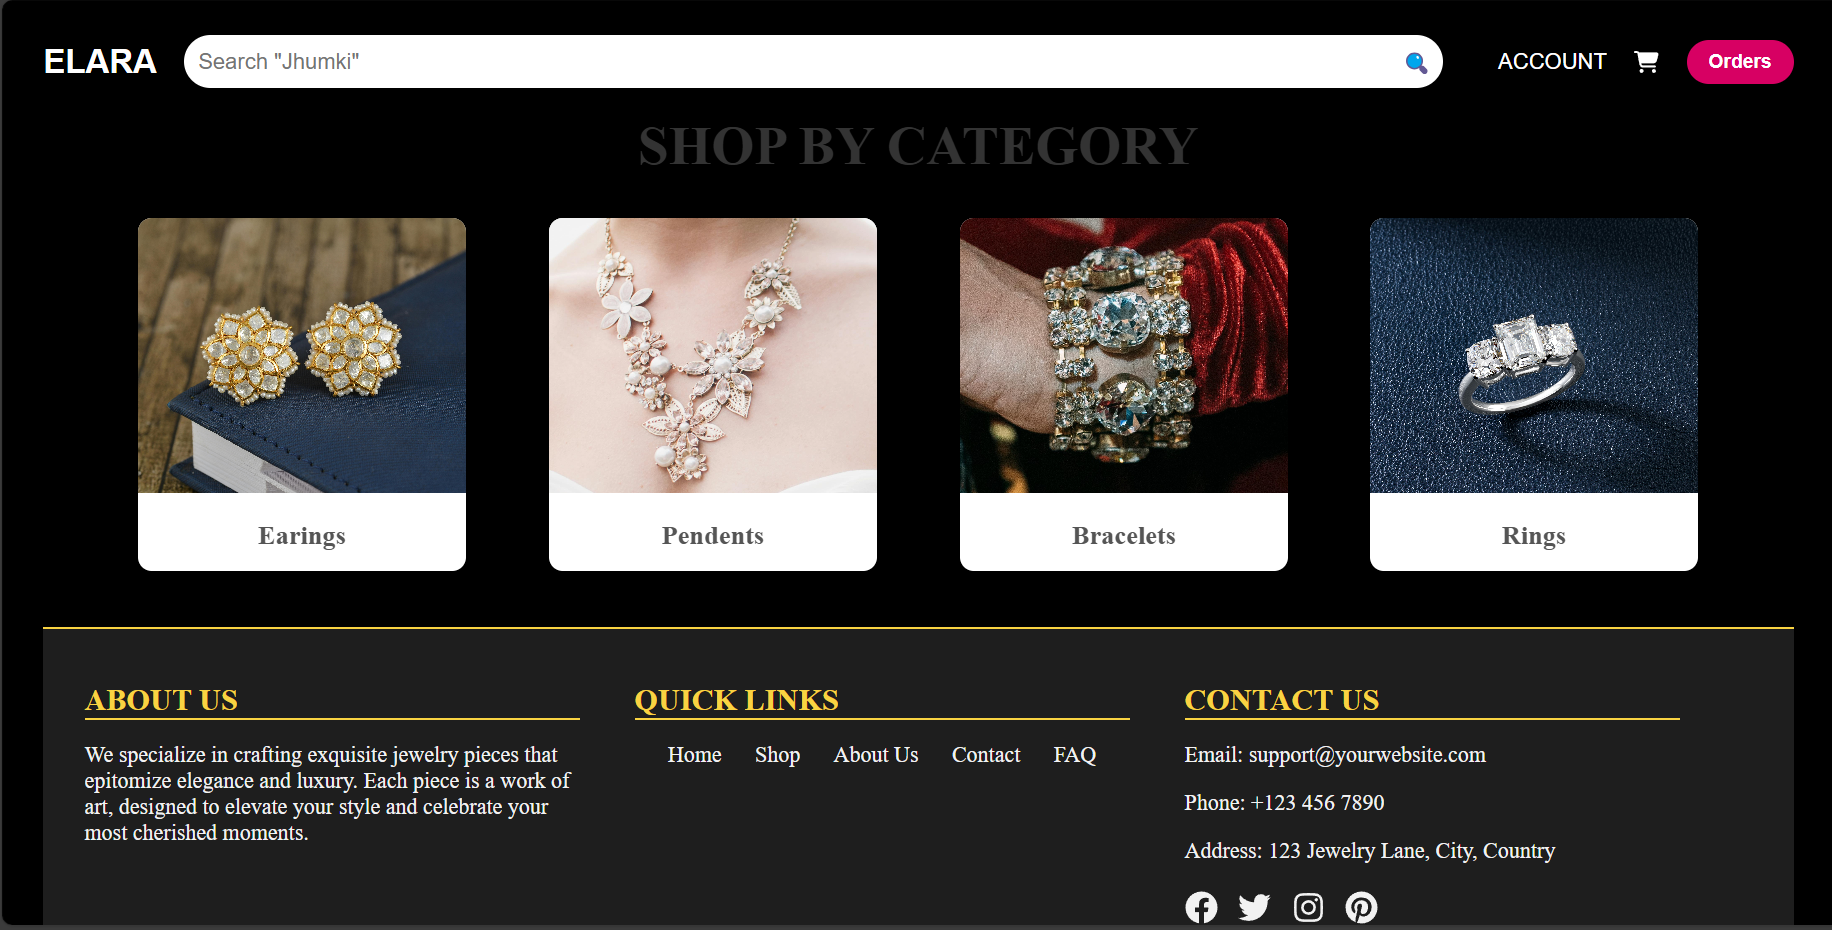 ELARA
Search "Jhumki"
ACCOUNT
Orders
SHOP BY CATEGORY
Earings
Pendents
Bracelets
Rings
ABOUT US
We specialize in crafting exquisite jewelry pieces that
epitomize elegance and luxury. Each piece is a work of
art, designed to elevate your style and celebrate your
most cherished moments.
QUICK LINKS
Home Shop About Us Contact FAQ
CONTACT US
Email: support@yourwebsite.com
Phone: +123 456 7890
Address: 123 Jewelry Lane, City, Country